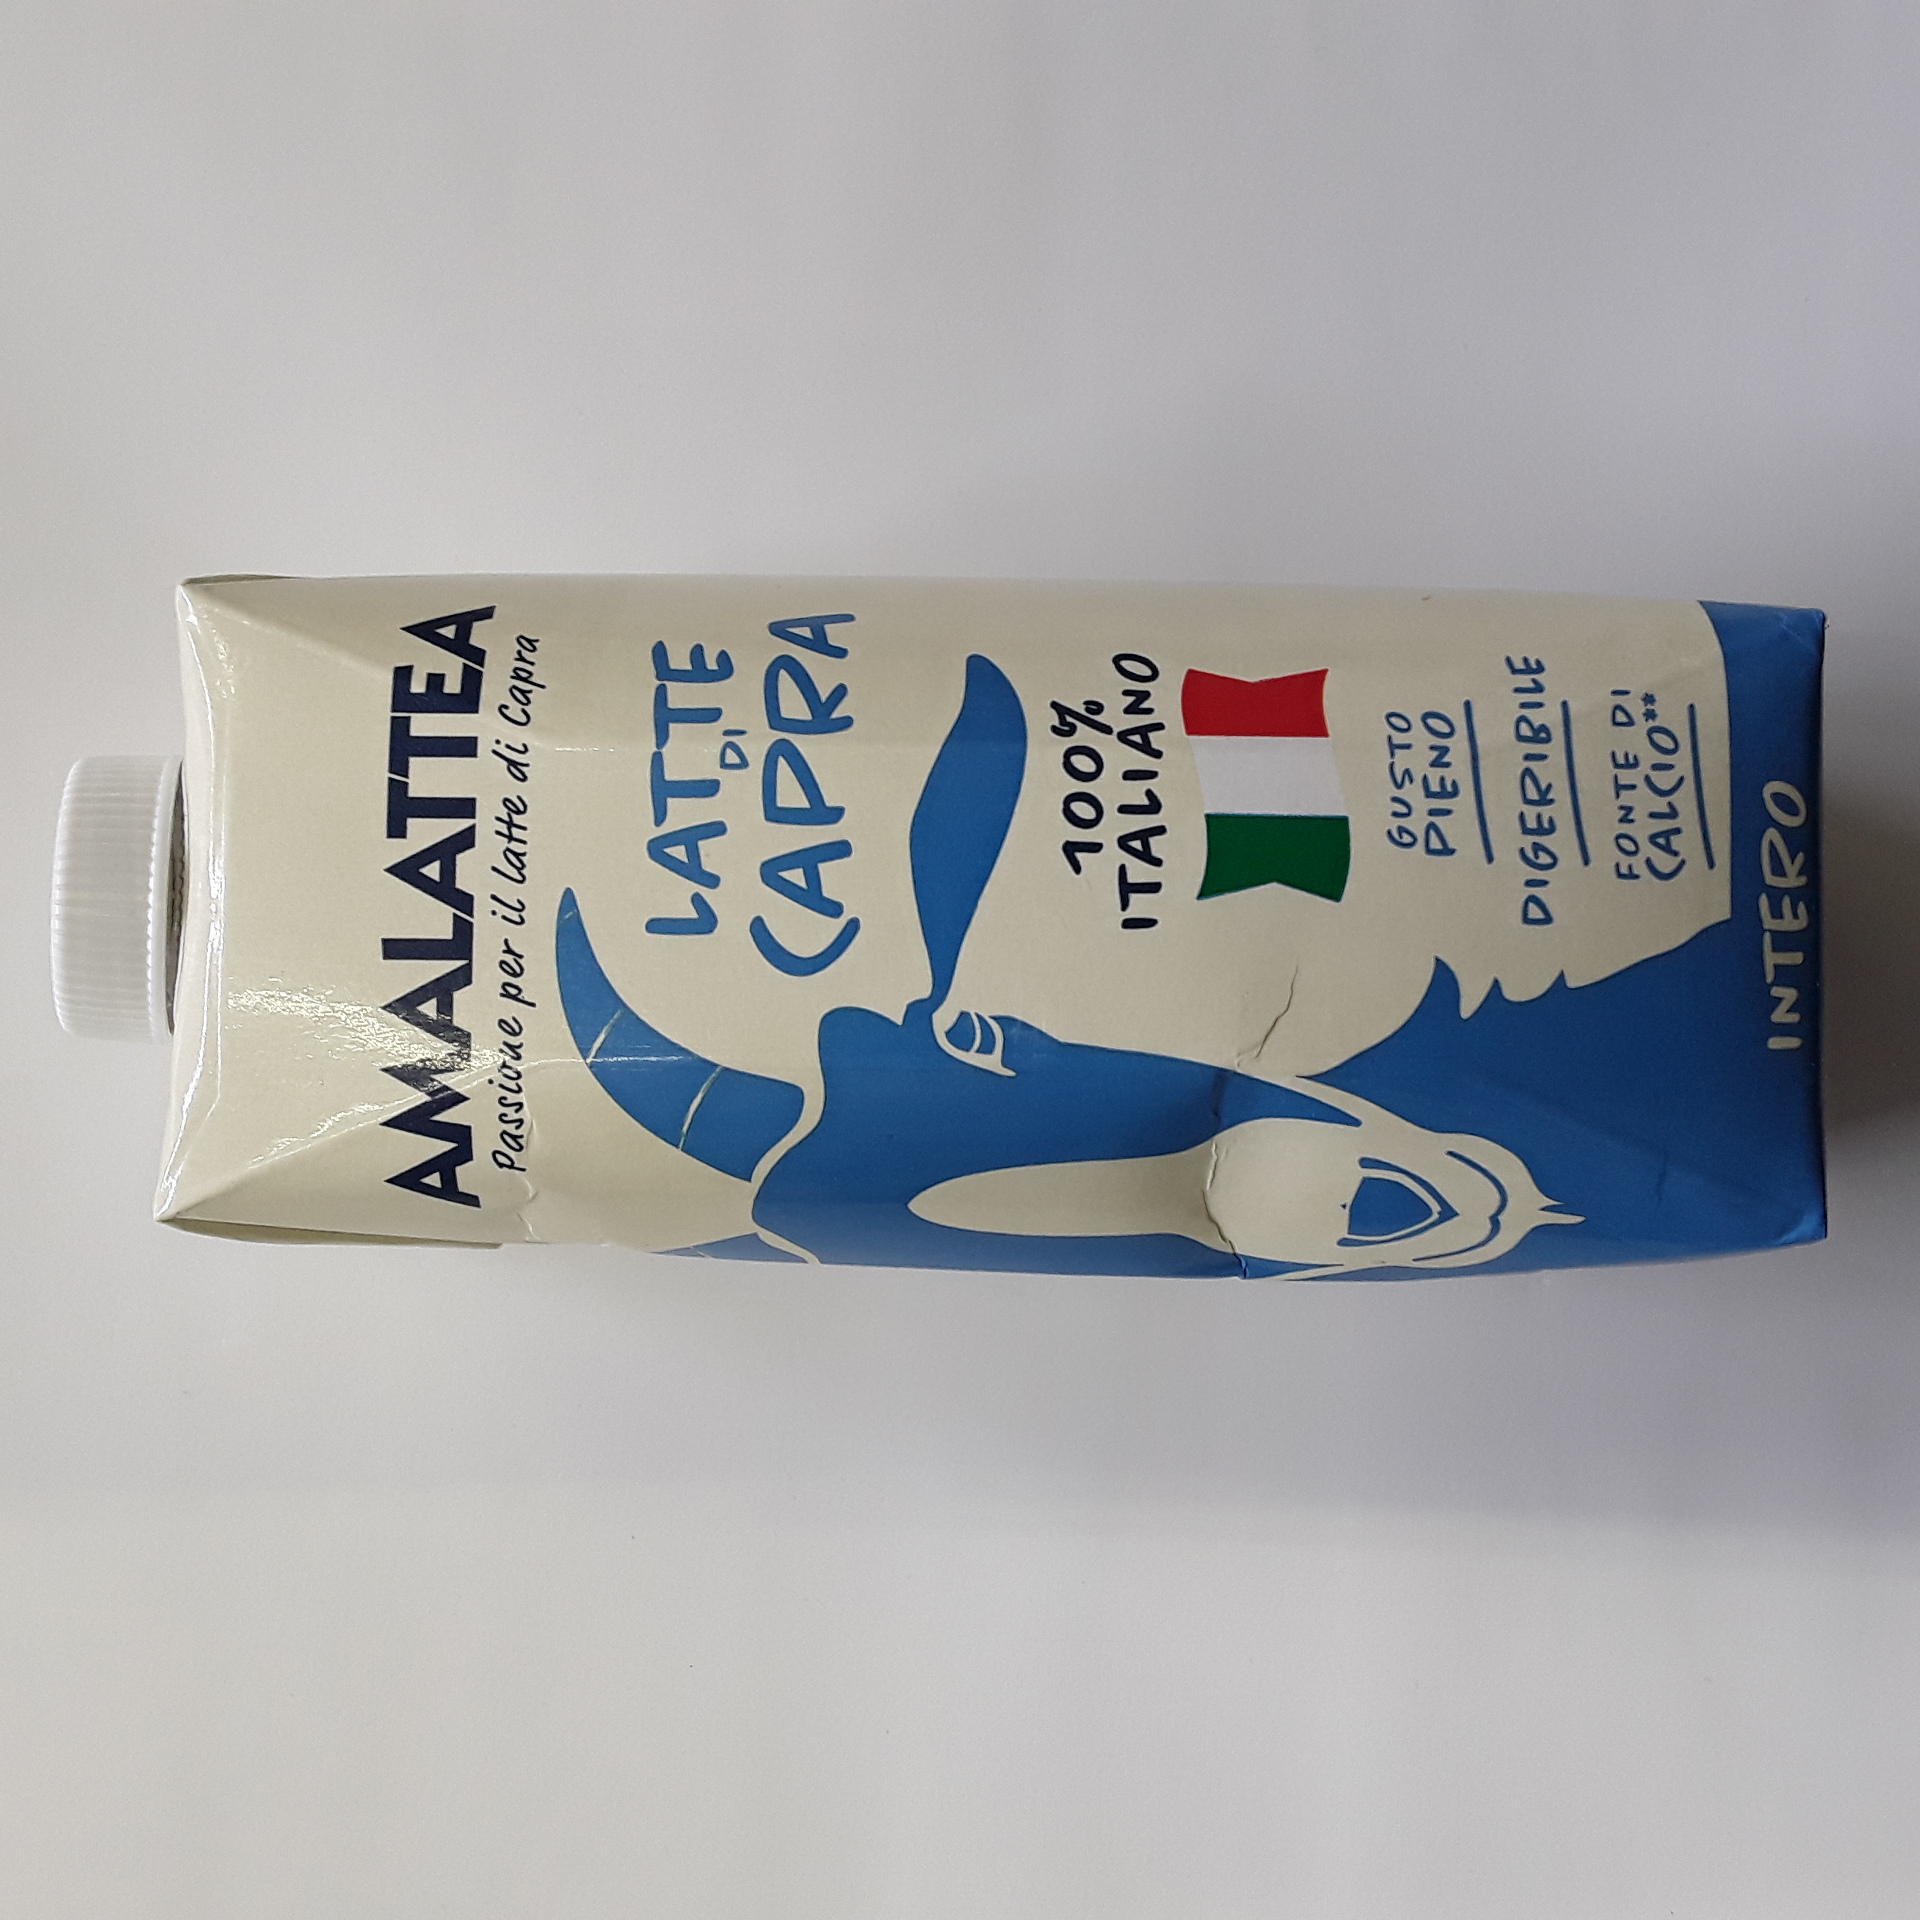 AMALATTEA
Passione per il latte di Capra
LATTE
DI
CAPRA
100%
ITALIANO
GUSTO
PIENO
DIGERIBILE
FONTE DI
CALCIO**
INTERO